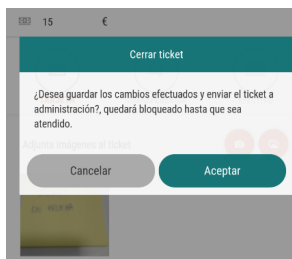 15 €
Cerrar ticket
¿Desea guardar los cambios efectuados y enviar el ticket a
administración?, quedará bloqueado hasta que sea
atendido.
Adjunta imágenes al ticket
Cancelar
Aceptar